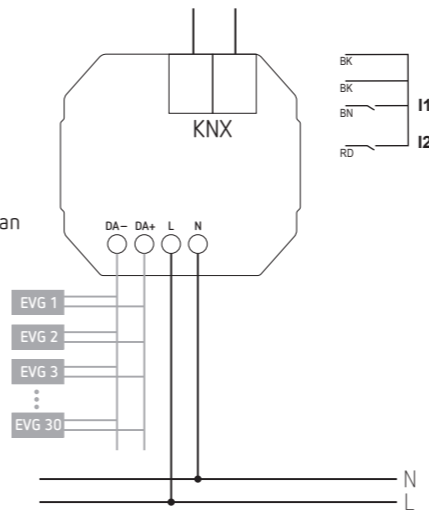 KNX
BK
BK
BN I1
RD I2
an
DA− DA+ L N
EVG 1
EVG 2
EVG 3
EVG 30
N
L